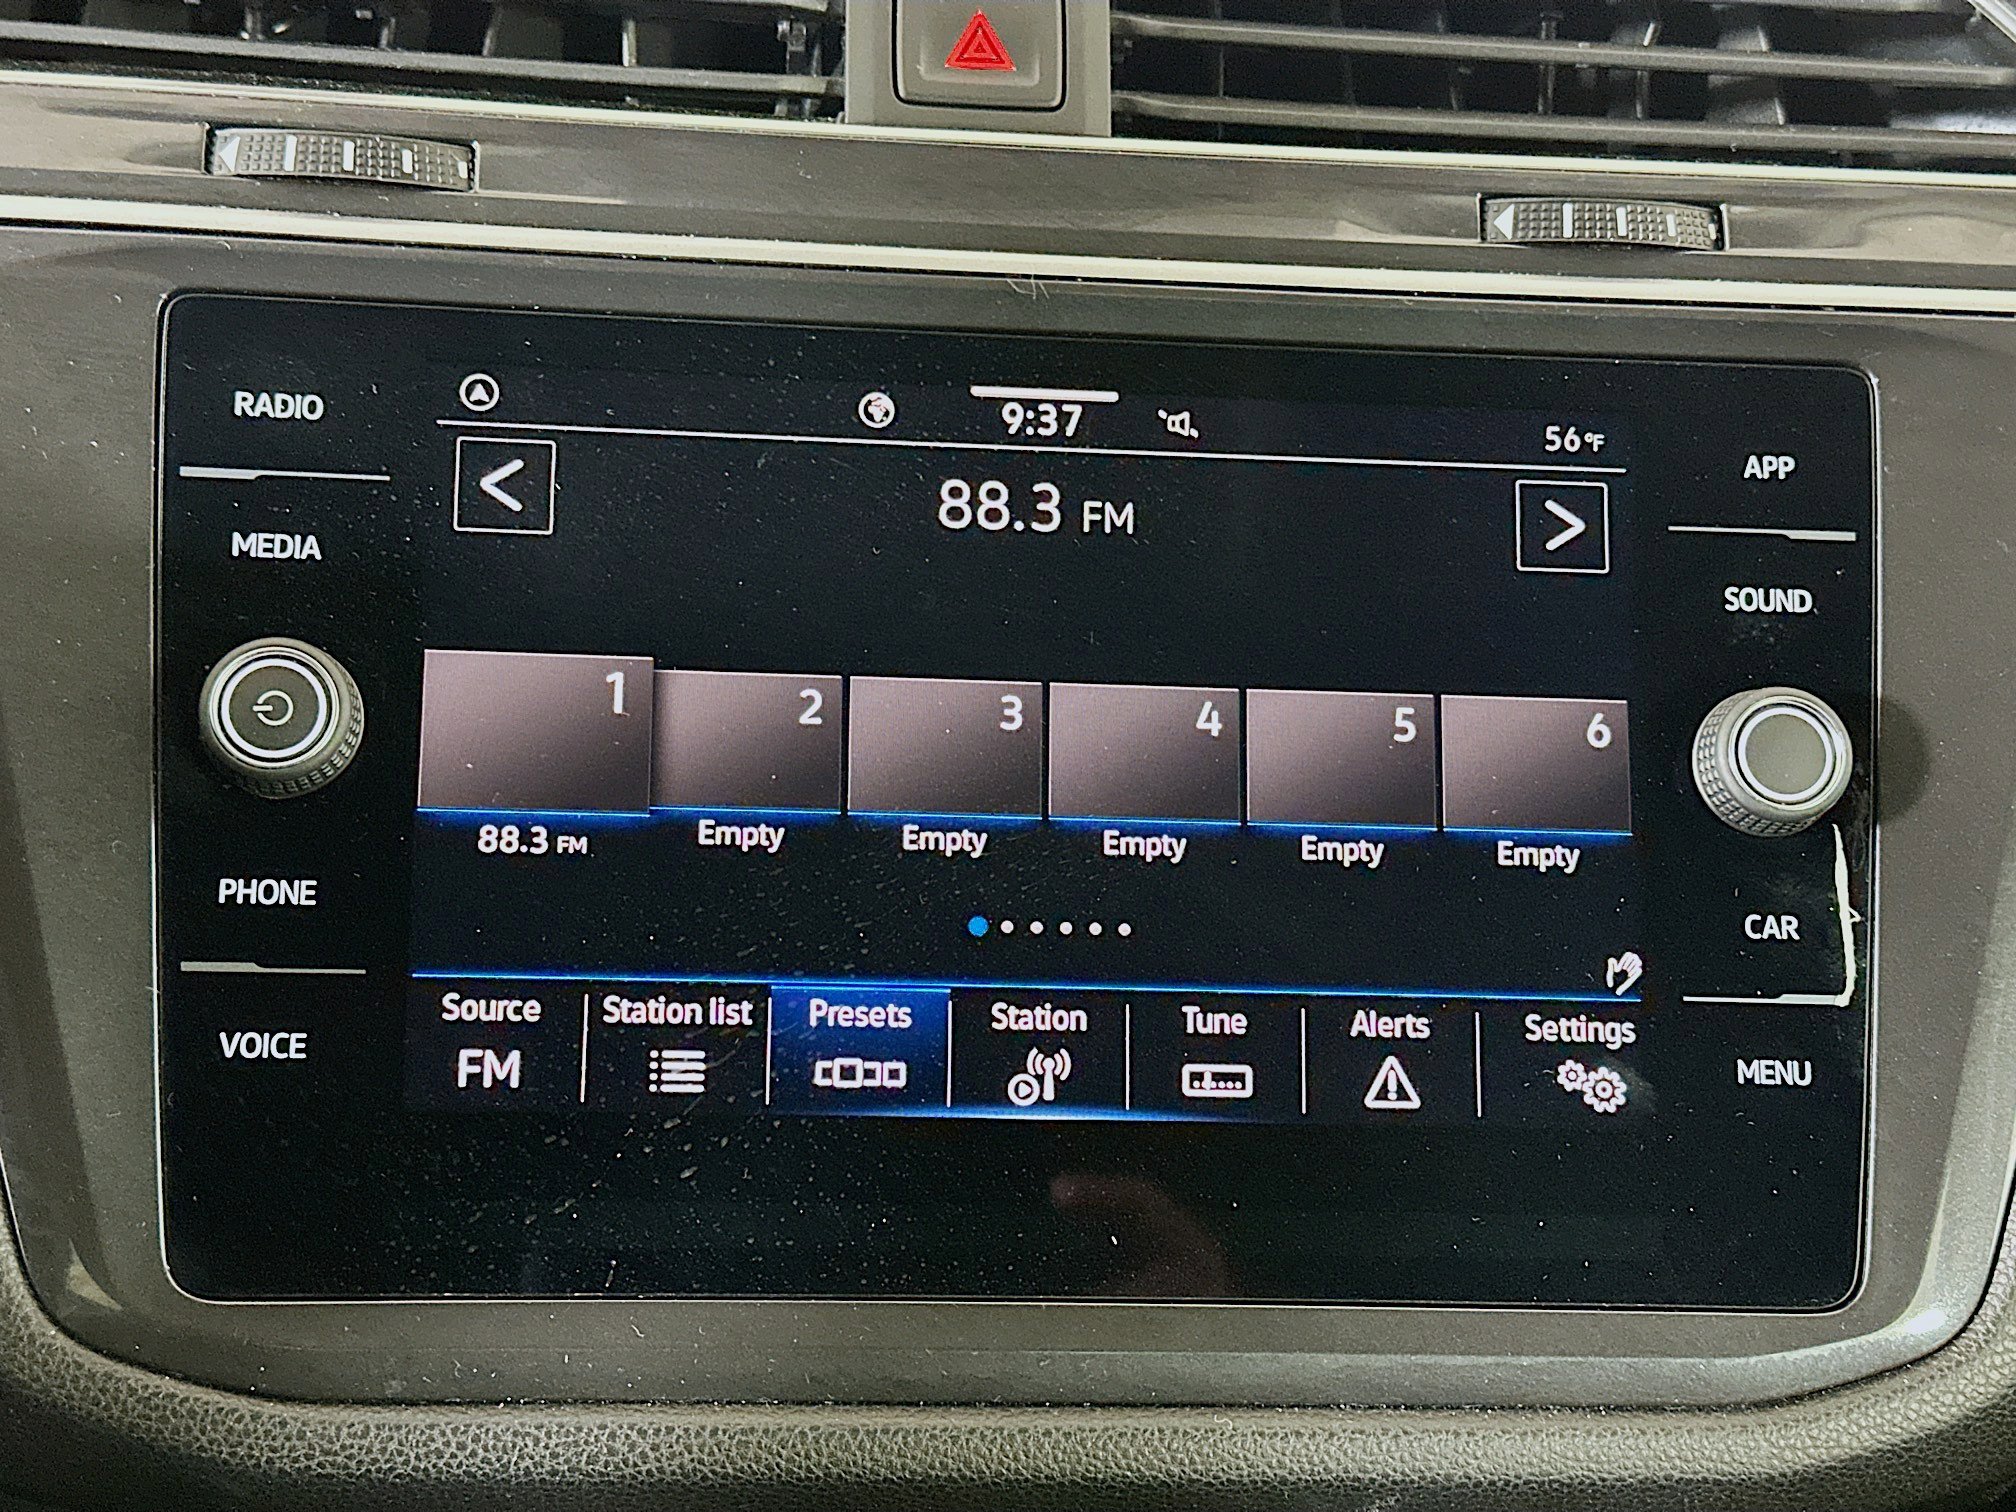 RADIO
MEDIA
PHONE
VOICE
9:37
56°F
88.3 FM
1
2
3
4
5
6
88.3 FM
Empty
Empty
Empty
Empty
Empty
Source
FM
Station list
Presets
Station
Tune
Alerts
Settings
APP
SOUND
CAR
MENU